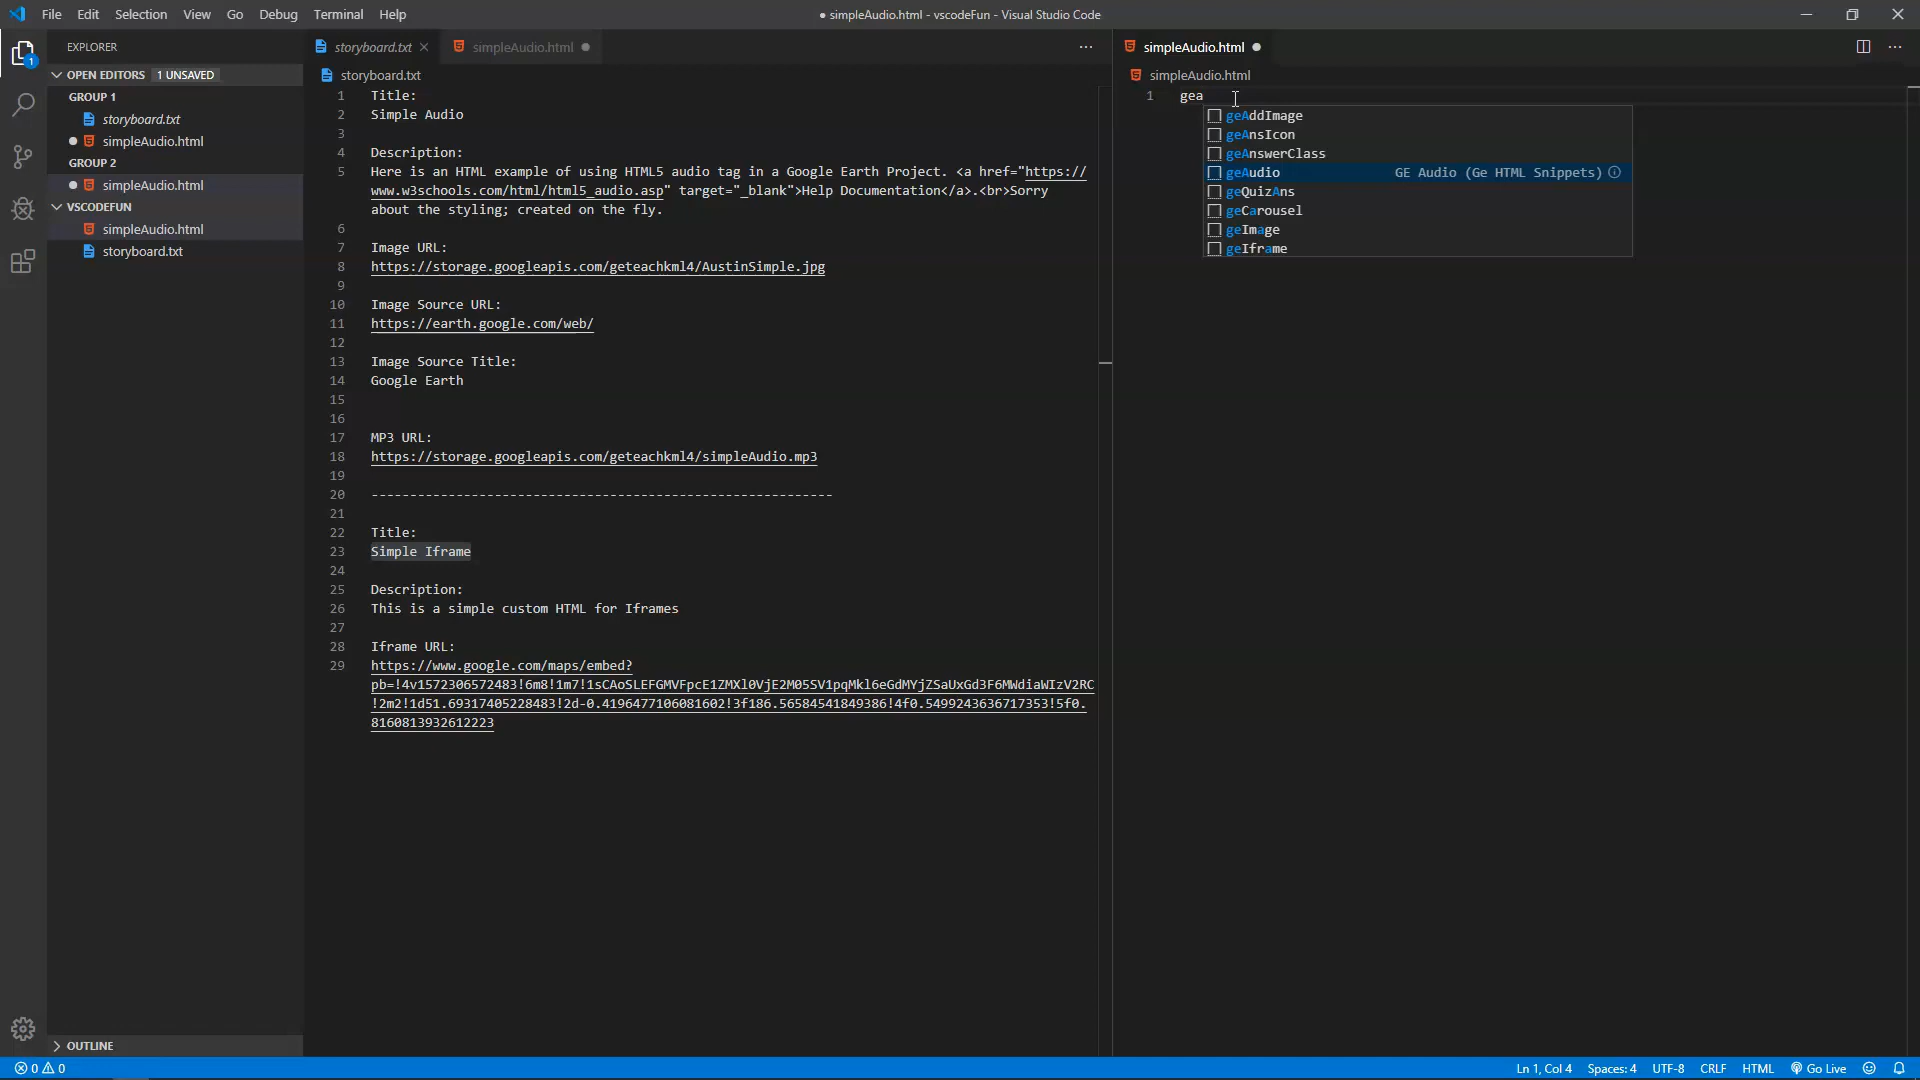 File Edit Selection View Go Debug Terminal Help
● simpleAudio.html - vscodeFun - Visual Studio Code
1
EXPLORER
OPEN EDITORS 1 UNSAVED
GROUP 1
storyboard.txt
simpleAudio.html
GROUP 2
simpleAudio.html
VSCODEFUN
simpleAudio.html
storyboard.txt
OUTLINE
storyboard.txt simpleAudio.html
storyboard.txt
1 Title:
2 Simple Audio
3
4 Description:
5 Here is an HTML example of using HTML5 audio tag in a Google Earth Project. <a href="https://
www.w3schools.com/html/html5_audio.asp" target="_blank">Help Documentation</a>.<br>Sorry
about the styling; created on the fly.
6
7 Image URL:
8 https://storage.googleapis.com/geteachkml4/AustinSimple.jpg
9
10 Image Source URL:
11 https://earth.google.com/web/
12
13 Image Source Title:
14 Google Earth
15
16
17 MP3 URL:
18 https://storage.googleapis.com/geteachkml4/simpleAudio.mp3
19
20 ------------------------------------------------------------
21
22 Title:
23 Simple Iframe
24
25 Description:
26 This is a simple custom HTML for Iframes
27
28 Iframe URL:
29 https://www.google.com/maps/embed?
pb=!4v1572306572483!6m8!1m7!1sCAoSLEFGMVFpcE1ZMXl0VjE2M05SV1pqMkl6eGdMYjZSaUxGd3F6MWdiaWIzV2RC
!2m2!1d51.69317405228483!2d-0.4196477106081602!3f186.56584541849386!4f0.5499243636717353!5f0.
8160813932612223
simpleAudio.html
simpleAudio.html
1 gea
geAddImage
geAnsIcon
geAnswerClass
geAudio GE Audio (Ge HTML Snippets)
geQuizAns
geCarousel
geImage
geIframe
0 0
Ln 1, Col 4 Spaces: 4 UTF-8 CRLF HTML Go Live